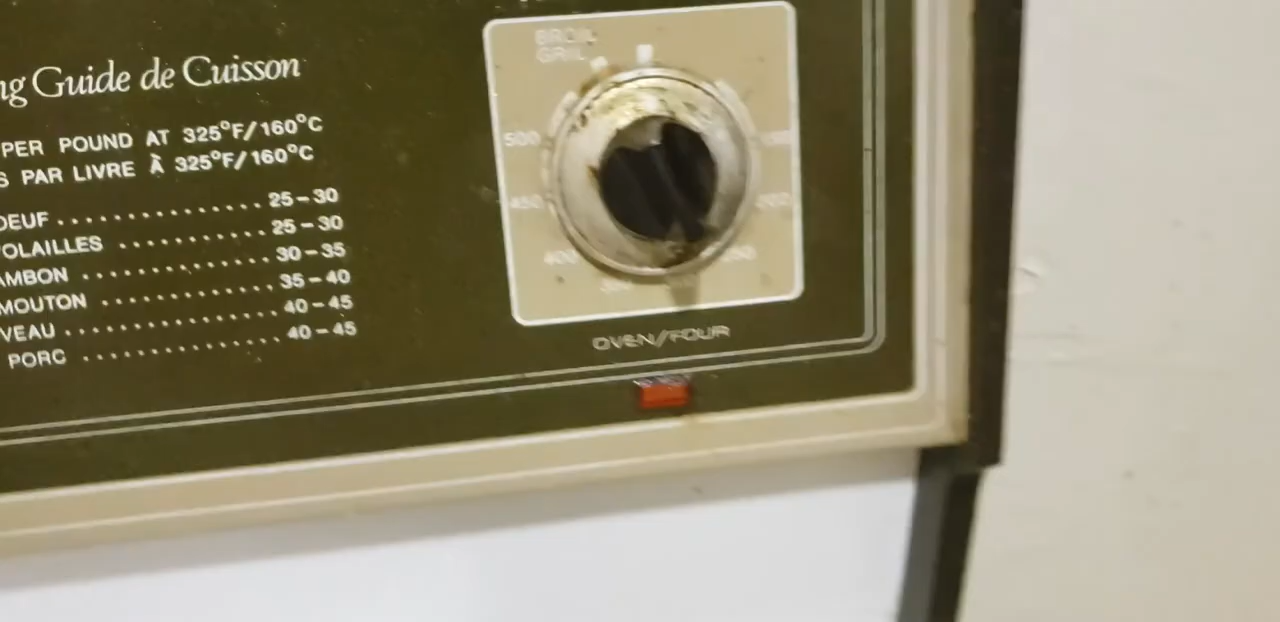 ng Guide de Cuisson
PER POUND AT 325°F/160°C
S PAR LIVRE À 325°F/160°C
OEUF ............... 25-30
OLAILLES ............... 25-30
AMBON ............... 30-35
MOUTON ............... 35-40
VEAU ............... 40-45
PORC ............... 40-45
BROIL
GRIL
500
450
400
200
OVEN/FOUR